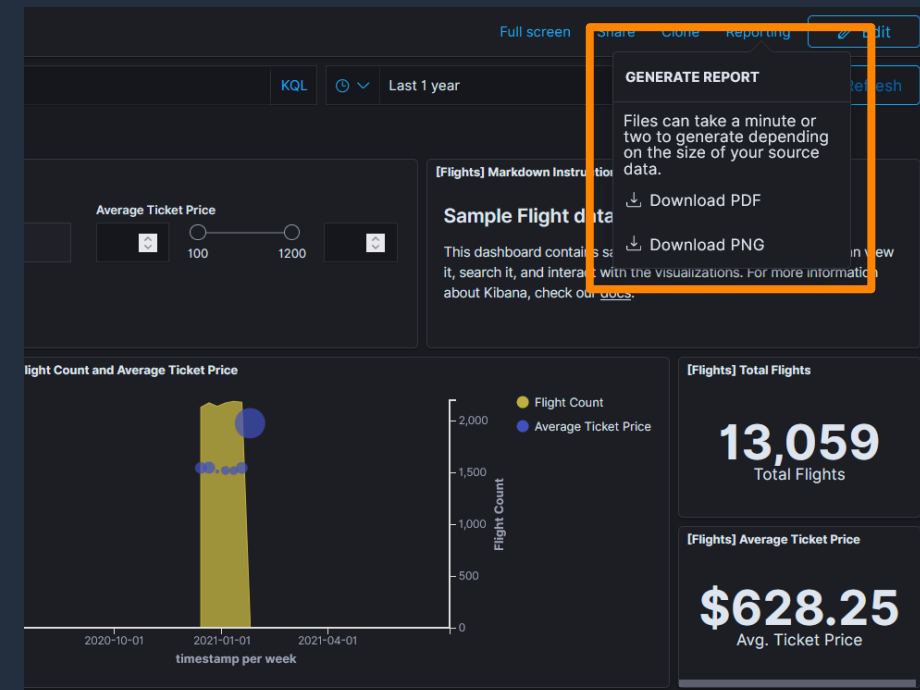 Full screen Share Clone Reporting
KQL Last 1 year
GENERATE REPORT
Files can take a minute or
two to generate depending
on the size of your source
data.
Download PDF
Download PNG
Average Ticket Price
100 1200
[Flights] Markdown
Sample Flight
This dashboard contains view
it, search it, and interact with the visualizations. For more information
about Kibana, check our docs.
light Count and Average Ticket Price
Flight Count
Average Ticket Price
2,000
1,500
1,000
500
0
Flight Count
2020-10-01 2021-01-01 2021-04-01
timestamp per week
[Flights] Total Flights
13,059
Total Flights
[Flights] Average Ticket Price
$628.25
Avg. Ticket Price